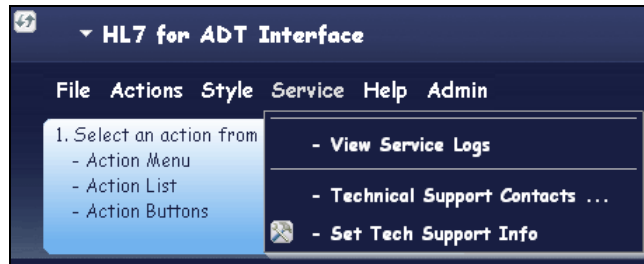 HL7 for ADT Interface
File Actions Style Service Help Admin
1. Select an action from
- Action Menu
- Action List
- Action Buttons
- View Service Logs
- Technical Support Contacts ...
- Set Tech Support Info